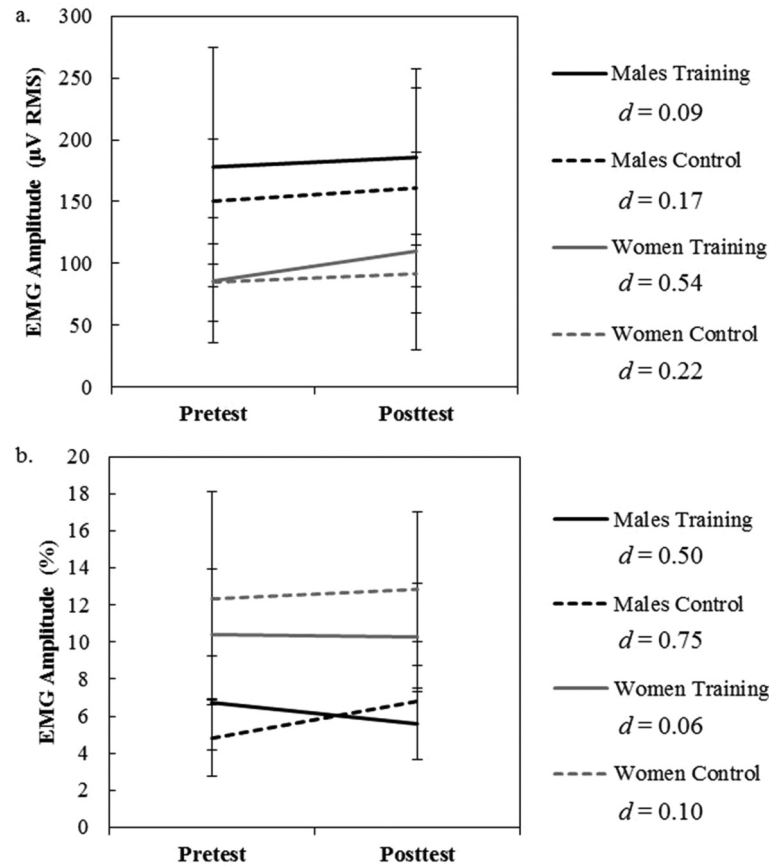 a.
300
250
200
150
100
50
0
EMG Amplitude (µV RMS)
Pretest Posttest
Males Training
d = 0.09
Males Control
d = 0.17
Women Training
d = 0.54
Women Control
d = 0.22
b.
20
18
16
14
12
10
8
6
4
2
0
EMG Amplitude (%)
Pretest Posttest
Males Training
d = 0.50
Males Control
d = 0.75
Women Training
d = 0.06
Women Control
d = 0.10